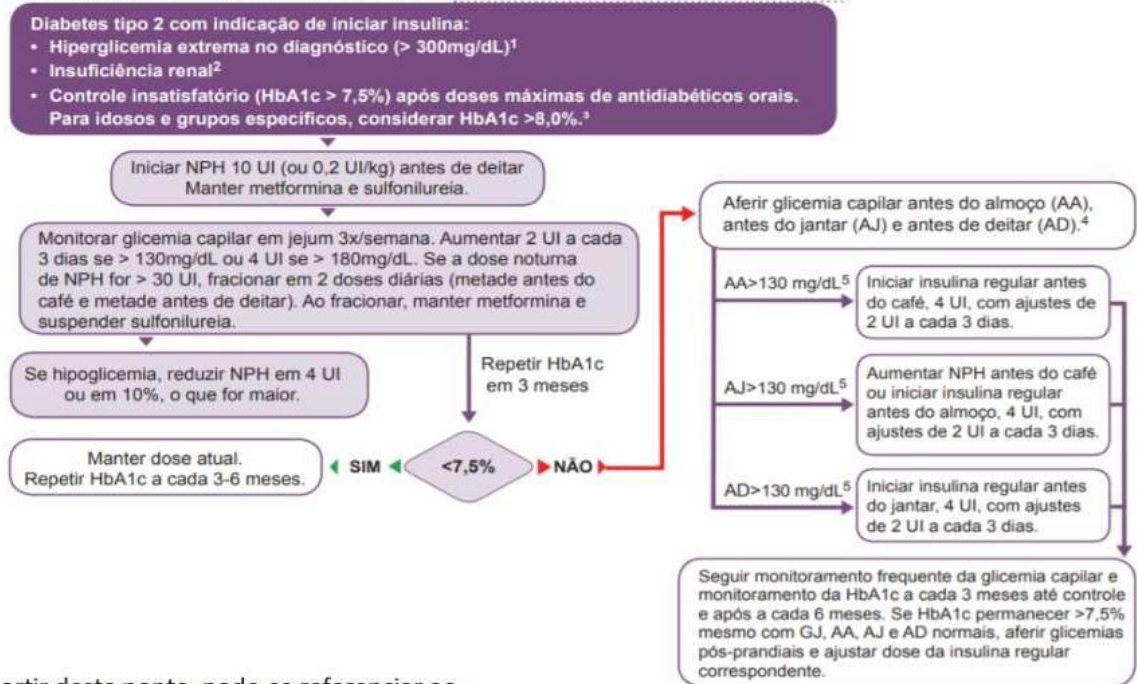 Diabetes tipo 2 com indicação de iniciar insulina:
• Hiperglicemia extrema no diagnóstico (> 300mg/dL)¹
• Insuficiência renal²
• Controle insatisfatório (HbA1c > 7,5%) após doses máximas de antidiabéticos orais.
Para idosos e grupos específicos, considerar HbA1c >8,0%.³
Iniciar NPH 10 UI (ou 0,2 UI/kg) antes de deitar
Manter metformina e sulfonilureia.
Monitorar glicemia capilar em jejum 3x/semana. Aumentar 2 UI a cada
3 dias se > 130mg/dL ou 4 UI se > 180mg/dL. Se a dose noturna
de NPH for > 30 UI, fracionar em 2 doses diárias (metade antes do
café e metade antes de deitar). Ao fracionar, manter metformina e
suspender sulfonilureia.
Se hipoglicemia, reduzir NPH em 4 UI
ou em 10%, o que for maior.
Repetir HbA1c
em 3 meses
Manter dose atual.
Repetir HbA1c a cada 3-6 meses.
SIM
<7,5%
NÃO
Aferir glicemia capilar antes do almoço (AA),
antes do jantar (AJ) e antes de deitar (AD).⁴
AA>130 mg/dL⁵
Iniciar insulina regular antes
do café, 4 UI, com ajustes de
2 UI a cada 3 dias.
AJ>130 mg/dL⁵
Aumentar NPH antes do café
ou iniciar insulina regular
antes do almoço, 4 UI, com
ajustes de 2 UI a cada 3 dias.
AD>130 mg/dL⁵
Iniciar insulina regular antes
do jantar, 4 UI, com ajustes
de 2 UI a cada 3 dias.
Seguir monitoramento frequente da glicemia capilar e
monitoramento da HbA1c a cada 3 meses até controle
e após a cada 6 meses. Se HbA1c permanecer >7,5%
mesmo com GJ, AA, AJ e AD normais, aferir glicemias
pós-prandiais e ajustar dose da insulina regular
correspondente.